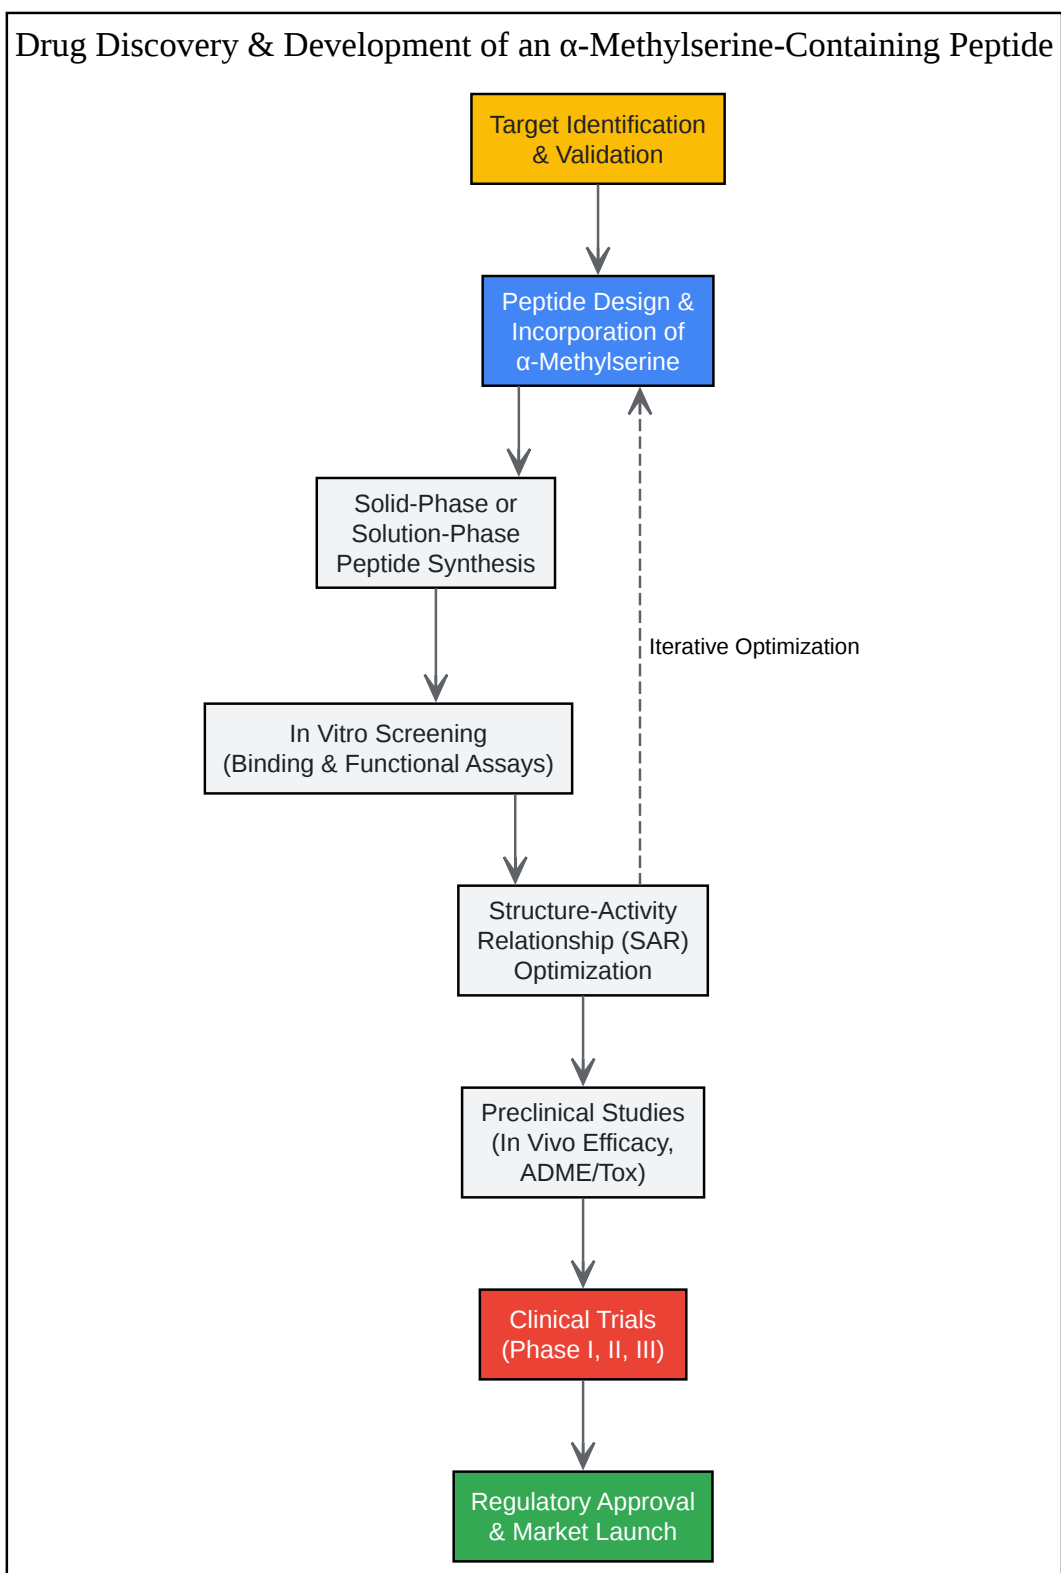 Drug Discovery & Development of an α-Methylserine-Containing Peptide
Target Identification
& Validation
Peptide Design &
Incorporation of
α-Methylserine
Solid-Phase or
Solution-Phase
Peptide Synthesis
Iterative Optimization
In Vitro Screening
(Binding & Functional Assays)
Structure-Activity
Relationship (SAR)
Optimization
Preclinical Studies
(In Vivo Efficacy,
ADME/Tox)
Clinical Trials
(Phase I, II, III)
Regulatory Approval
& Market Launch